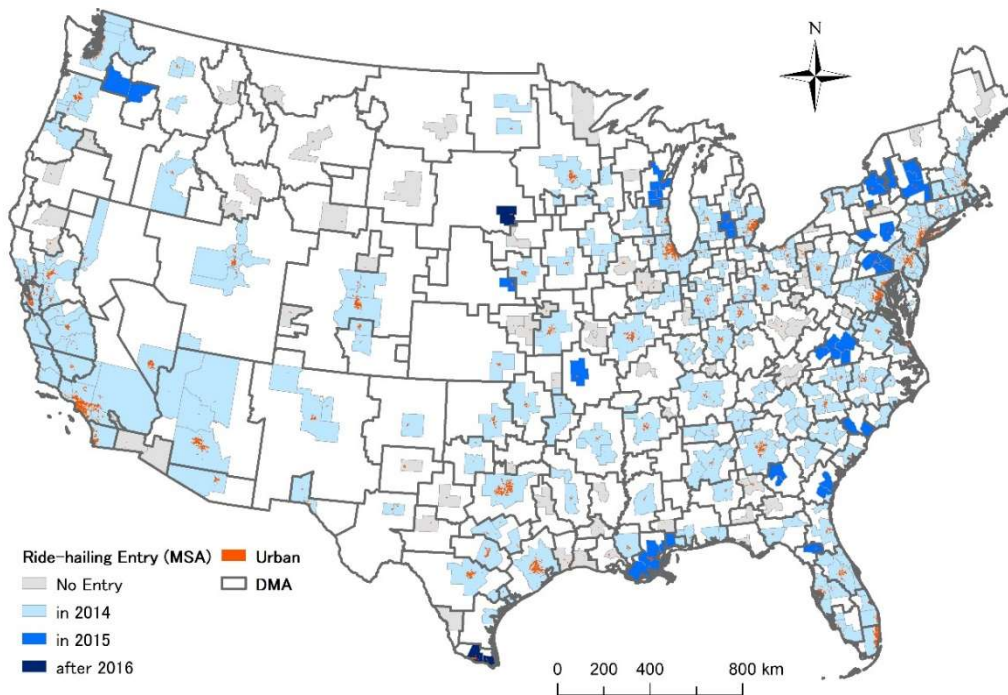 N
Ride-hailing Entry (MSA)
Urban
No Entry
DMA
in 2014
in 2015
after 2016
0 200 400 800 km